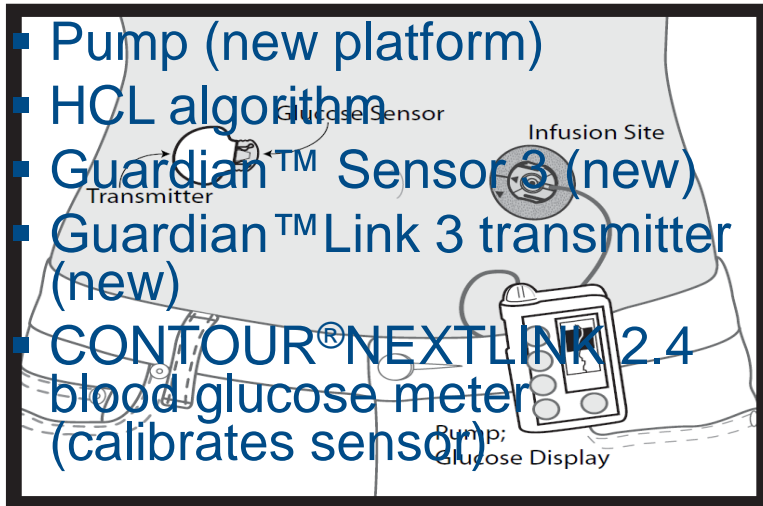 ▪ Pump (new platform)
▪ HCL algorithm
▪ Guardian™ Sensor 3 (new)
▪ Guardian™Link 3 transmitter
(new)
▪ CONTOUR®NEXTLINK 2.4
blood glucose meter
(calibrates sensor)
Glucose Sensor
Infusion Site
Transmitter
Pump;
Glucose Display